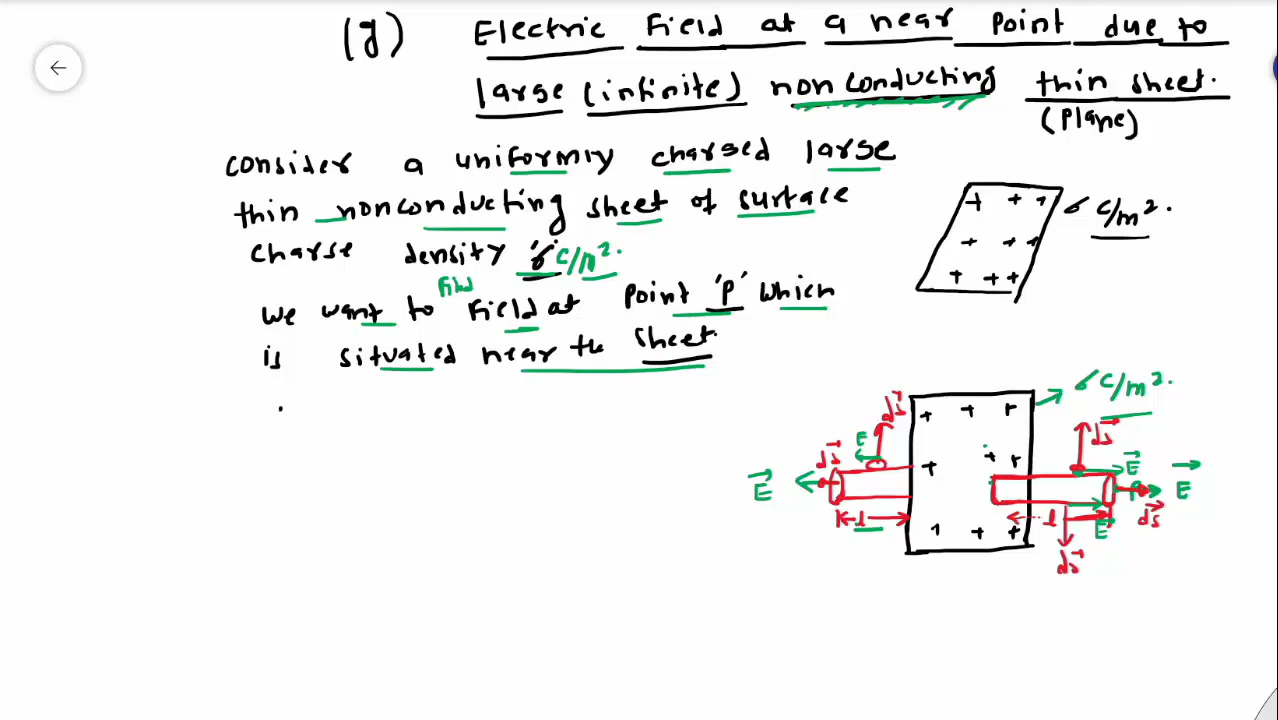 (g) Electric Field at a near Point due to
large (infinite) non conducting thin sheet.
(Plane)
consider a uniformly charged large
thin nonconducting sheet of surface
charge density 'σ' C/m².
find
we want to Field at Point 'P' which
is situated near the sheet.
σ C/m².
σ C/m².
ds
ds
E
ds
E
E
P
E
l
l
E
ds
ds